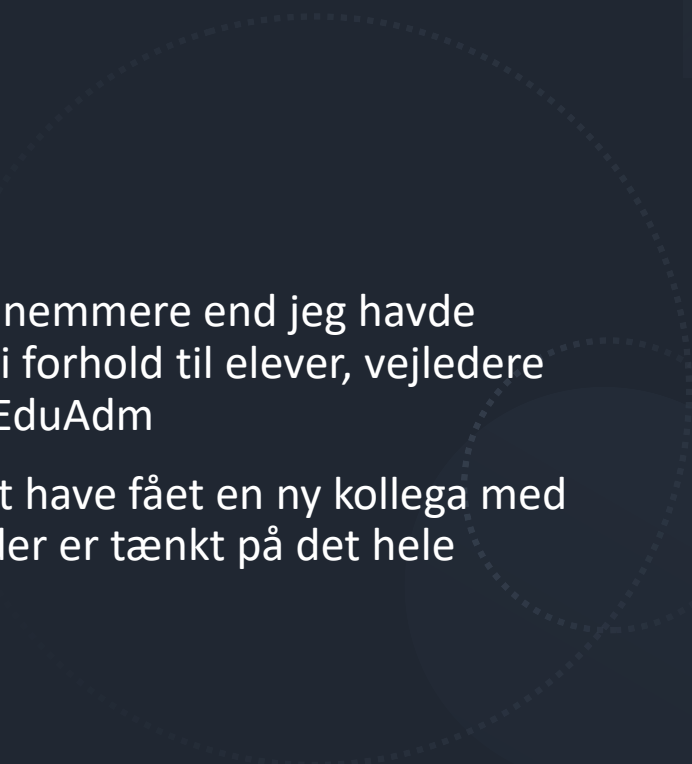 nemmere end jeg havde
i forhold til elever, vejledere
EduAdm
have fået en ny kollega med
er tænkt på det hele